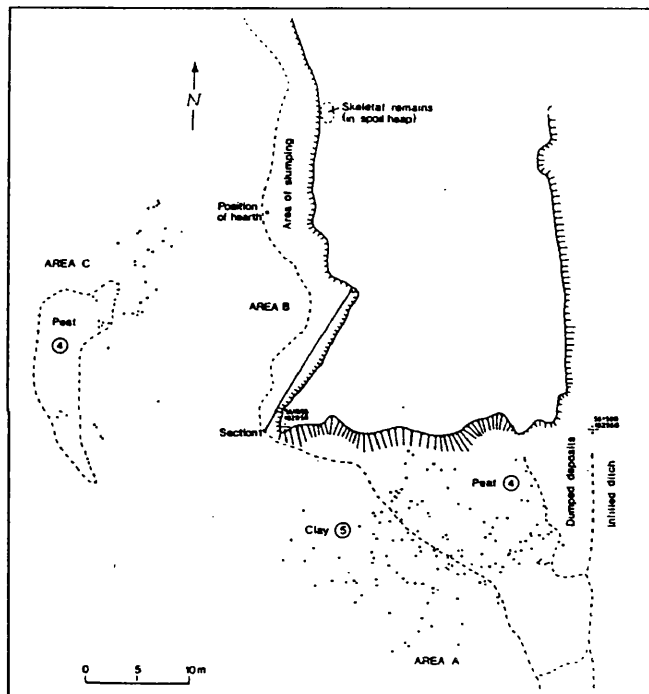 N
Skeletal remains
(in spoil heap)
Area of slumping
Position
of hearth
AREA C
AREA B
Peat
4
Section
Peat 4
Dumped deposits
Infilled ditch
Clay 5
0 5 10m
AREA A